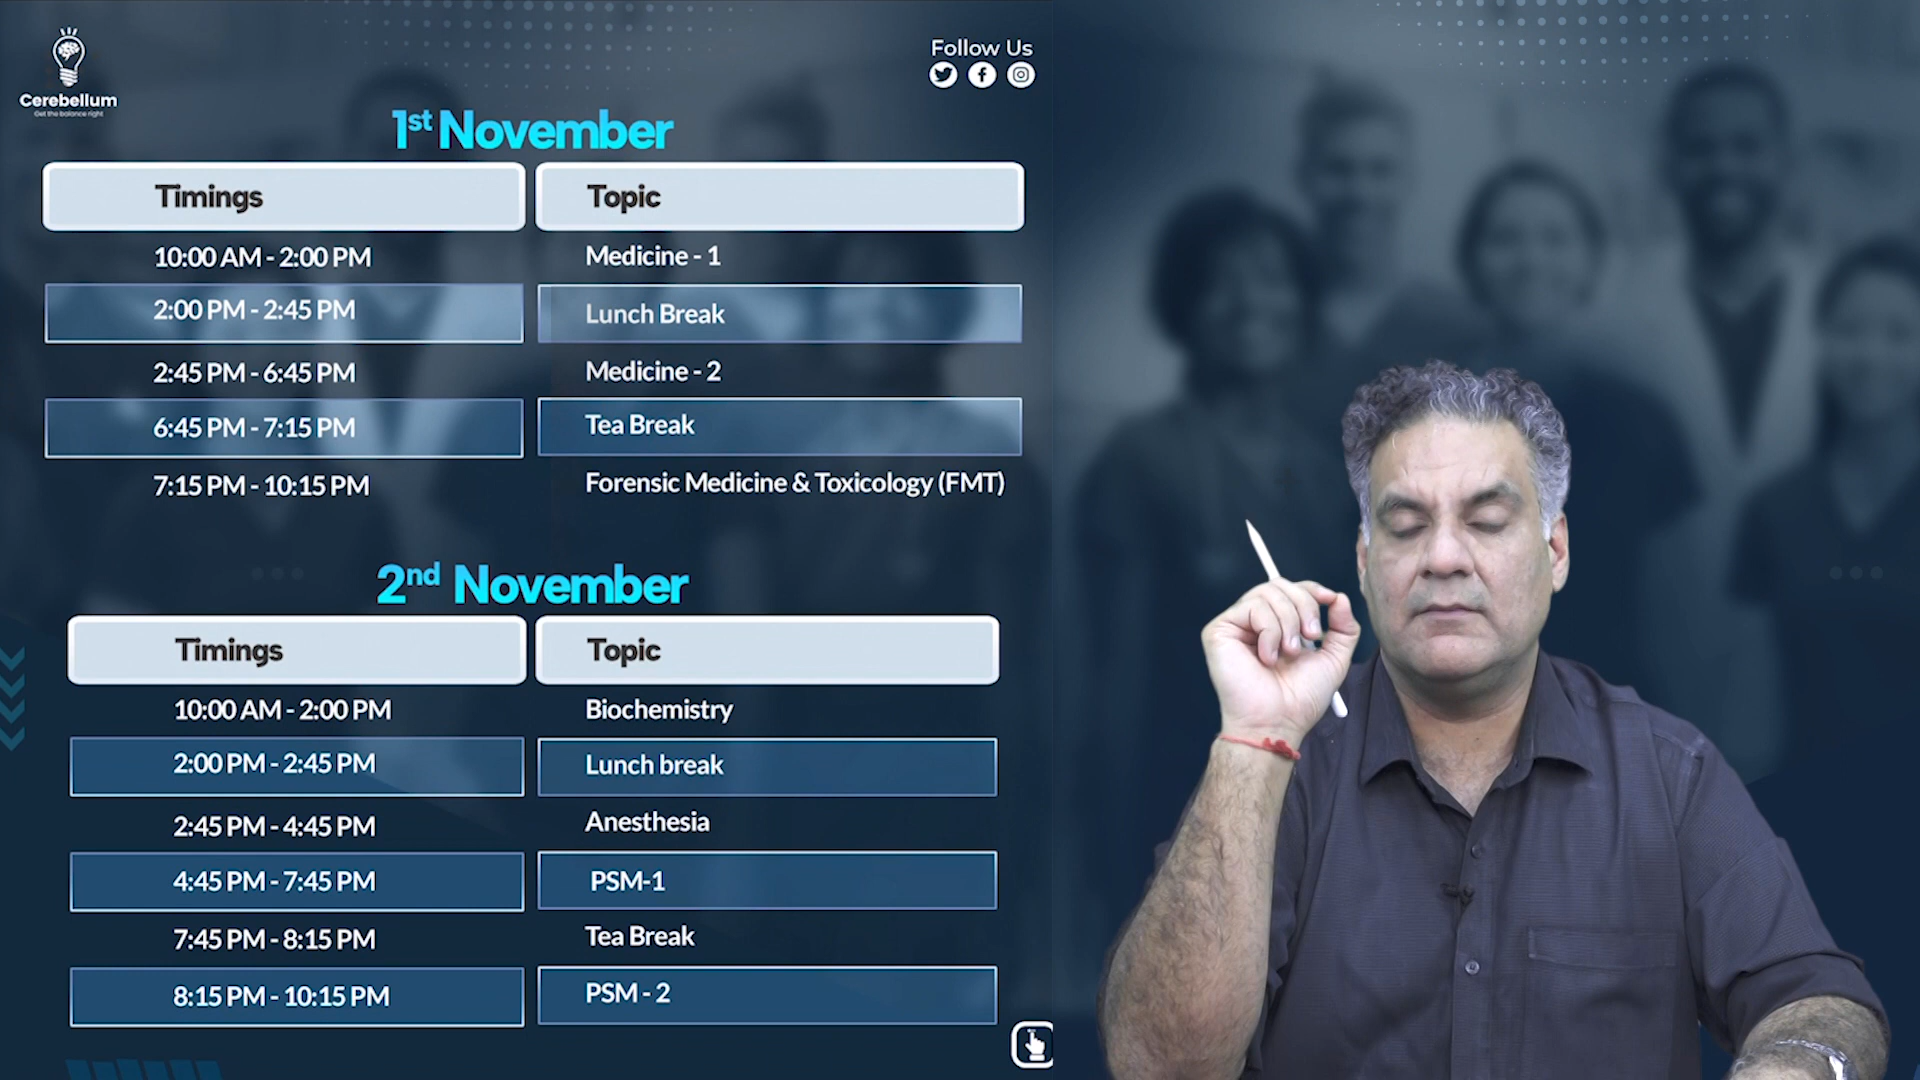 Cerebellum
Get the balance right
Follow Us
1st November
Timings Topic
10:00 AM - 2:00 PM Medicine - 1
2:00 PM - 2:45 PM Lunch Break
2:45 PM - 6:45 PM Medicine - 2
6:45 PM - 7:15 PM Tea Break
7:15 PM - 10:15 PM Forensic Medicine & Toxicology (FMT)
2nd November
Timings Topic
10:00 AM - 2:00 PM Biochemistry
2:00 PM - 2:45 PM Lunch break
2:45 PM - 4:45 PM Anesthesia
4:45 PM - 7:45 PM PSM-1
7:45 PM - 8:15 PM Tea Break
8:15 PM - 10:15 PM PSM - 2